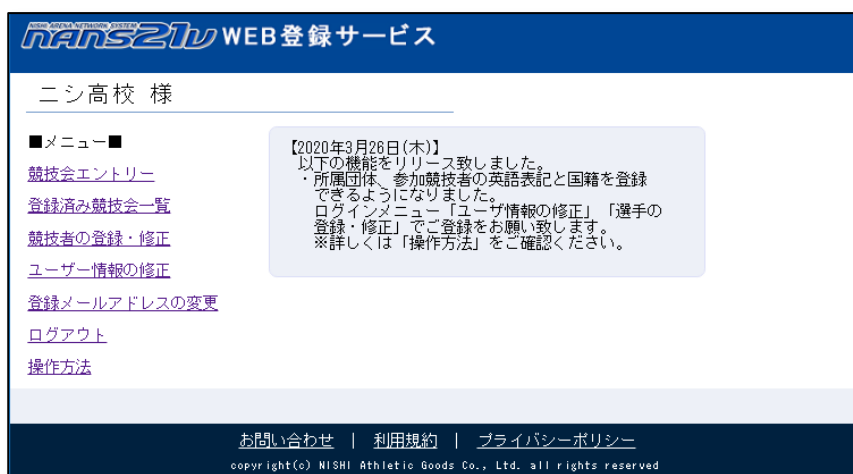 NISHI ARENA NETWORK SYSTEM
NANS21V WEB登録サービス
ニシ高校 様
■メニュー■
競技会エントリー
登録済み競技会一覧
競技者の登録・修正
ユーザー情報の修正
登録メールアドレスの変更
ログアウト
操作方法
【2020年3月26日(木)】
以下の機能をリリース致しました。
・所属団体、参加競技者の英語表記と国籍を登録
できるようになりました。
ログインメニュー「ユーザ情報の修正」「選手の
登録・修正」でご登録をお願い致します。
※詳しくは「操作方法」をご確認ください。
お問い合わせ | 利用規約 | プライバシーポリシー
copyright(c) NISHI Athletic Goods Co., Ltd. all rights reserved